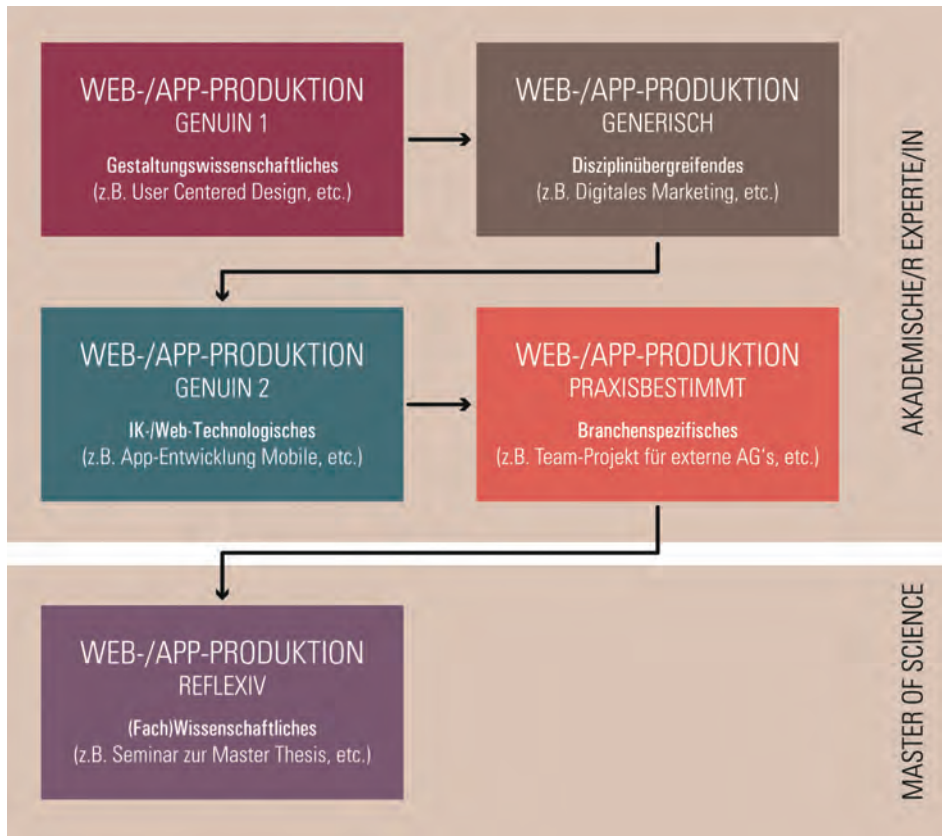 WEB-/APP-PRODUKTION
GENUIN 1
Gestaltungswissenschaftliches
(z.B. User Centered Design, etc.)
WEB-/APP-PRODUKTION
GENERISCH
Disziplinübergreifendes
(z.B. Digitales Marketing, etc.)
WEB-/APP-PRODUKTION
GENUIN 2
IK-/Web-Technologisches
(z.B. App-Entwicklung Mobile, etc.)
WEB-/APP-PRODUKTION
PRAXISBESTIMMT
Branchenspezifisches
(z.B. Team-Projekt für externe AG's, etc.)
AKADEMISCHE/R EXPERTE/IN
WEB-/APP-PRODUKTION
REFLEXIV
(Fach)Wissenschaftliches
(z.B. Seminar zur Master Thesis, etc.)
MASTER OF SCIENCE